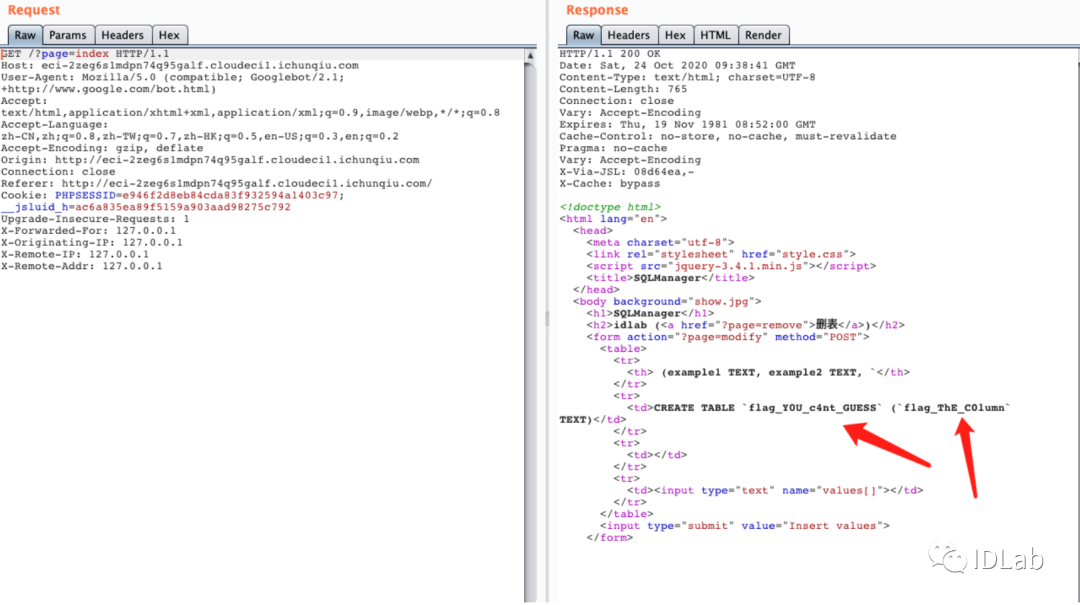 Request
Raw Params Headers Hex
GET /?page=index HTTP/1.1
Host: eci-2zeg6s1mdpn74q95galf.cloudeci1.ichunqiu.com
User-Agent: Mozilla/5.0 (compatible; Googlebot/2.1;
+http://www.google.com/bot.html)
Accept:
text/html,application/xhtml+xml,application/xml;q=0.9,image/webp,*/*;q=0.8
Accept-Language:
zh-CN,zh;q=0.8,zh-TW;q=0.7,zh-HK;q=0.5,en-US;q=0.3,en;q=0.2
Accept-Encoding: gzip, deflate
Origin: http://eci-2zeg6s1mdpn74q95galf.cloudeci1.ichunqiu.com
Connection: close
Referer: http://eci-2zeg6s1mdpn74q95galf.cloudeci1.ichunqiu.com/
Cookie: PHPSESSID=e946f2d8eb84cda83f932594a1403c97;
__jsluid_h=ac6a835ea89f5159a903aad98275c792
Upgrade-Insecure-Requests: 1
X-Forwarded-For: 127.0.0.1
X-Originating-IP: 127.0.0.1
X-Remote-IP: 127.0.0.1
X-Remote-Addr: 127.0.0.1
Response
Raw Headers Hex HTML Render
HTTP/1.1 200 OK
Date: Sat, 24 Oct 2020 09:38:41 GMT
Content-Type: text/html; charset=UTF-8
Content-Length: 765
Connection: close
Vary: Accept-Encoding
Expires: Thu, 19 Nov 1981 08:52:00 GMT
Cache-Control: no-store, no-cache, must-revalidate
Pragma: no-cache
Vary: Accept-Encoding
X-Via-JSL: 08d64ea,-
X-Cache: bypass
<!doctype html>
<html lang="en">
<head>
<meta charset="utf-8">
<link rel="stylesheet" href="style.css">
<script src="jquery-3.4.1.min.js"></script>
<title>SQLManager</title>
</head>
<body background="show.jpg">
<h1>SQLManager</h1>
<h2>idlab (<a href="?page=remove">删表</a>)</h2>
<form action="?page=modify" method="POST">
<table>
<tr>
<th> (example1 TEXT, example2 TEXT, `</th>
</tr>
<tr>
<td>CREATE TABLE `flag_Y0U_c4nt_GUESS` (`flag_ThE_C0lumn`
TEXT)</td>
</tr>
<tr>
<td></td>
</tr>
<tr>
<td><input type="text" name="values[]"></td>
</tr>
</table>
<input type="submit" value="Insert values">
</form>
IDLab